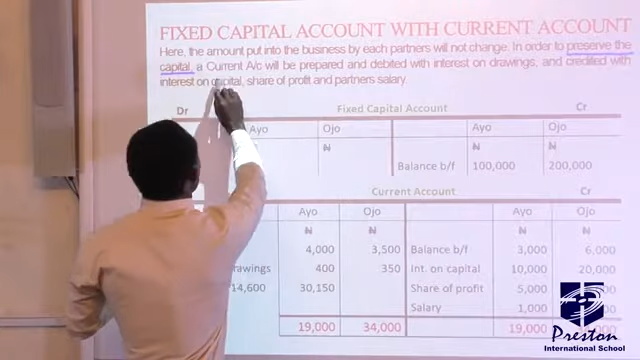 FIXED CAPITAL ACCOUNT WITH CURRENT ACCOUNT
Here, the amount put into the business by each partners will not change. In order to preserve the
capital, a Current A/c will be prepared and debited with interest on drawings, and credited with
interest on capital, share of profit and partners salary.
Dr Fixed Capital Account Cr
Ayo Ojo Ayo Ojo
₦ ₦ ₦
Balance b/f 100,000 200,000
Current Account Cr
Ayo Ojo Ayo Ojo
₦ ₦ ₦ ₦
4,000 3,500 Balance b/f 3,000 6,000
rawings 400 350 Int. on capital 10,000 20,000
14,600 30,150 Share of profit 5,000
Salary 1,000
19,000 34,000 19,000
Preston
International School